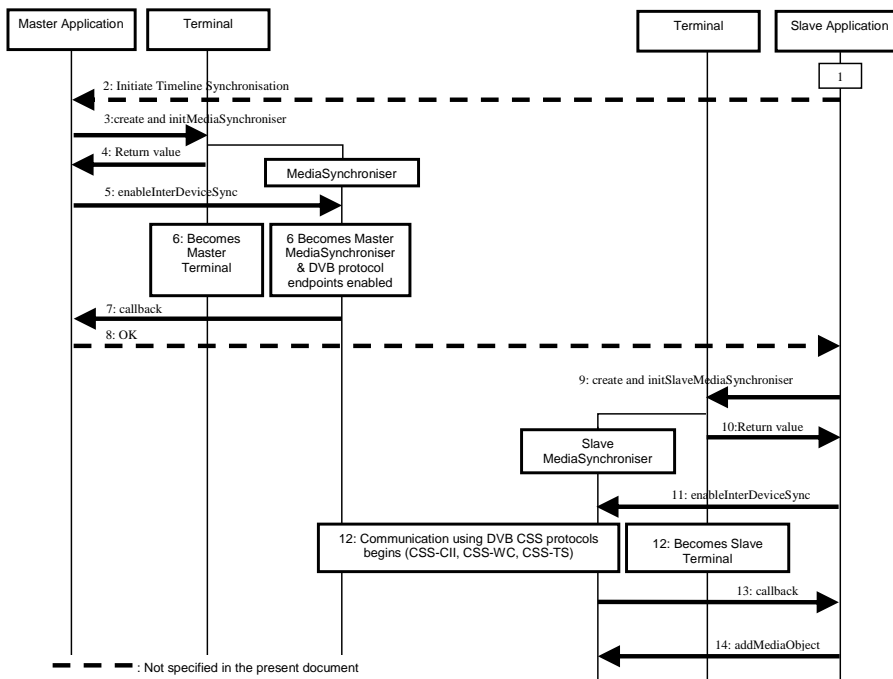 Master Application
Terminal
Terminal
Slave Application
1
2: Initiate Timeline Synchronisation
3:create and initMediaSynchroniser
4: Return value
MediaSynchroniser
5: enableInterDeviceSync
6: Becomes
Master
Terminal
6 Becomes Master
MediaSynchroniser
& DVB protocol
endpoints enabled
7: callback
8: OK
9: create and initSlaveMediaSynchroniser
10:Return value
Slave
MediaSynchroniser
11: enableInterDeviceSync
12: Communication using DVB CSS protocols
begins (CSS-CII, CSS-WC, CSS-TS)
12: Becomes Slave
Terminal
13: callback
14: addMediaObject
: Not specified in the present document